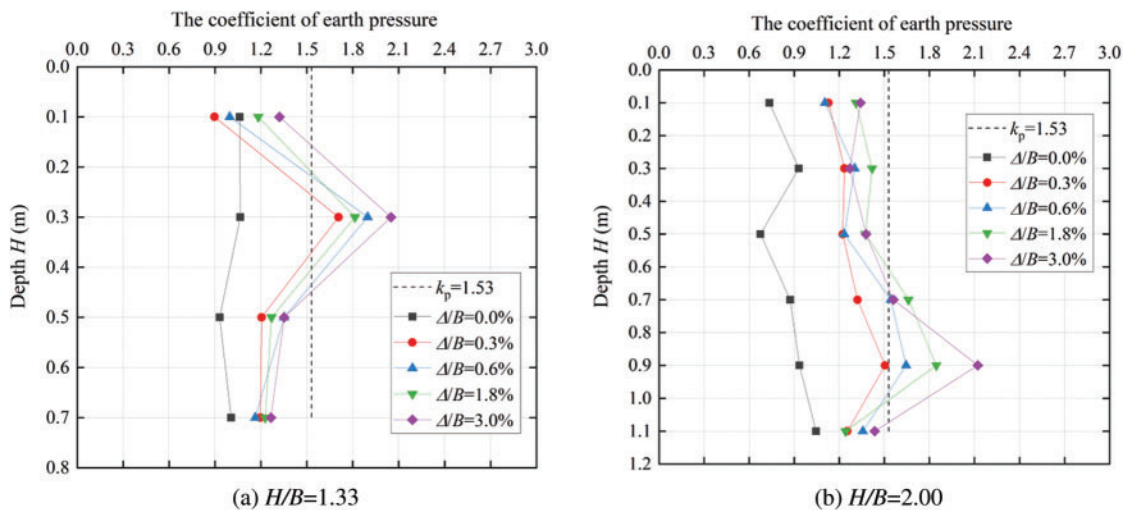 The coefficient of earth pressure
0.0 0.3 0.6 0.9 1.2 1.5 1.8 2.1 2.4 2.7 3.0
0.0
0.1
0.2
0.3
0.4
0.5
0.6
0.7
0.8
Depth H (m)
kp=1.53
Δ/B=0.0%
Δ/B=0.3%
Δ/B=0.6%
Δ/B=1.8%
Δ/B=3.0%
(a) H/B=1.33
The coefficient of earth pressure
0.0 0.3 0.6 0.9 1.2 1.5 1.8 2.1 2.4 2.7 3.0
0.0
0.1
0.2
0.3
0.4
0.5
0.6
0.7
0.8
0.9
1.0
1.1
1.2
Depth H (m)
kp=1.53
Δ/B=0.0%
Δ/B=0.3%
Δ/B=0.6%
Δ/B=1.8%
Δ/B=3.0%
(b) H/B=2.00